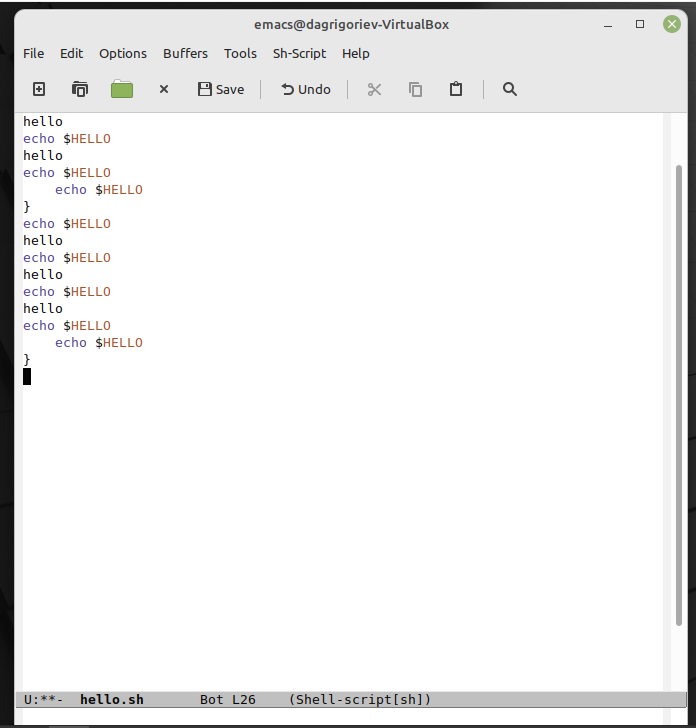 emacs@dagrigoriev-VirtualBox
File Edit Options Buffers Tools Sh-Script Help
Save Undo
hello
echo $HELLO
hello
echo $HELLO
    echo $HELLO
}
echo $HELLO
hello
echo $HELLO
hello
echo $HELLO
hello
echo $HELLO
    echo $HELLO
}
U:**-  hello.sh       Bot L26    (Shell-script[sh])